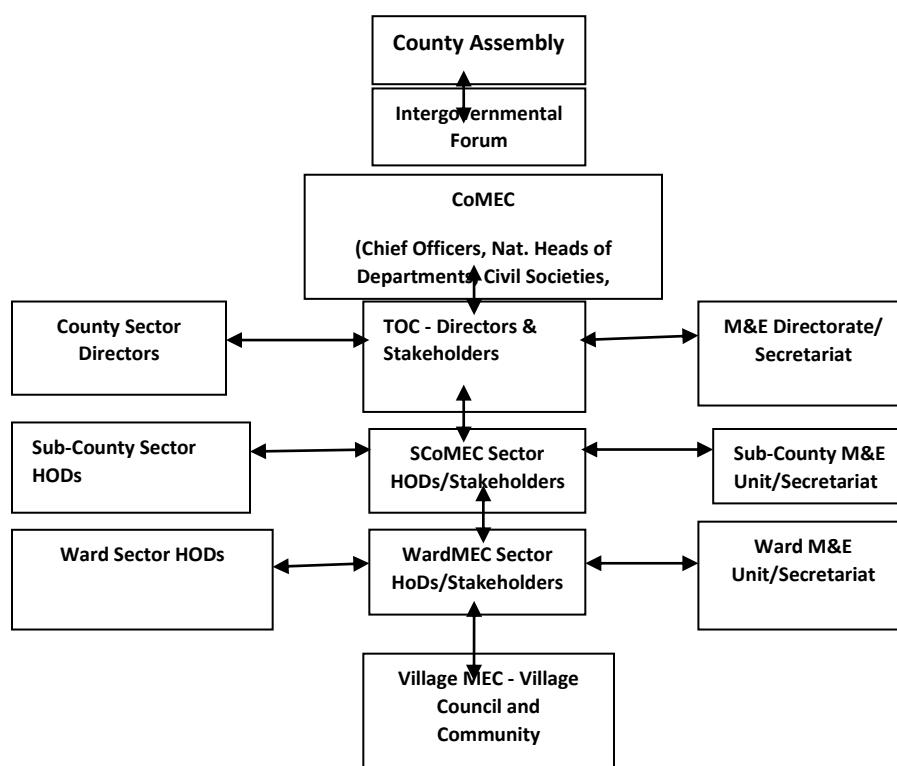 County Assembly
Intergovernmental
Forum
CoMEC
(Chief Officers, Nat. Heads of
Departments, Civil Societies,
County Sector
Directors
TOC - Directors &
Stakeholders
M&E Directorate/
Secretariat
Sub-County Sector
HODs
SCoMEC Sector
HODs/Stakeholders
Sub-County M&E
Unit/Secretariat
Ward Sector HODs
WardMEC Sector
HoDs/Stakeholders
Ward M&E
Unit/Secretariat
Village MEC - Village
Council and
Community